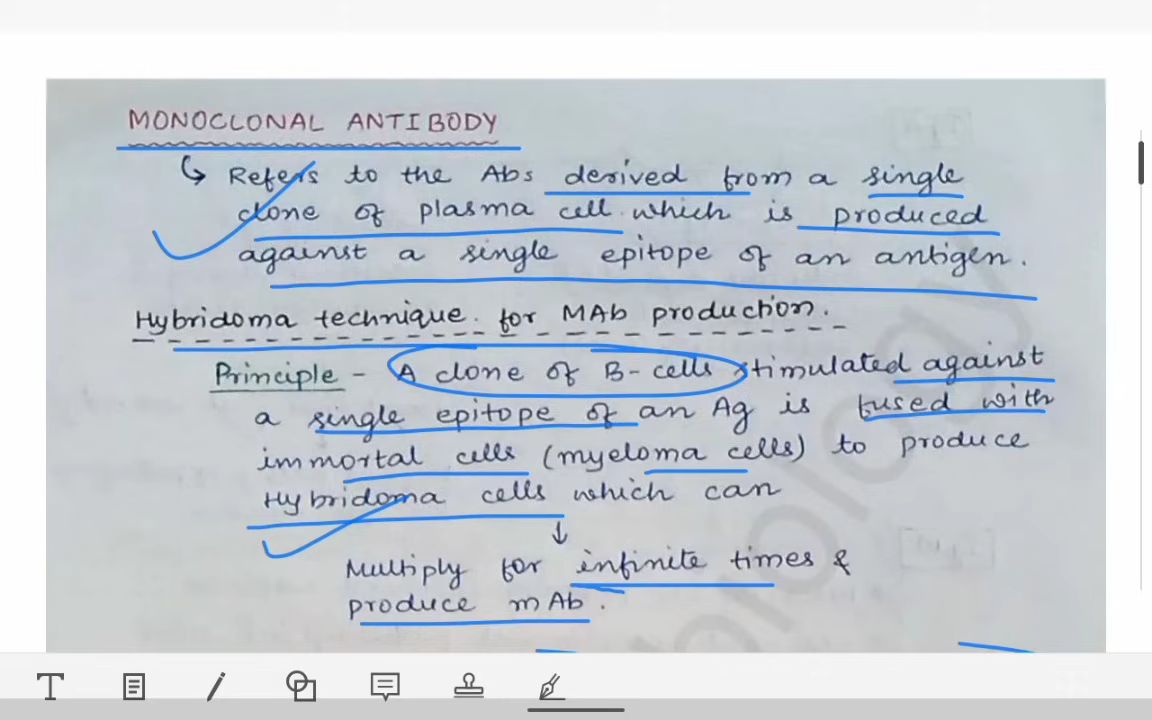 MONOCLONAL ANTIBODY
↳ Refers to the Abs derived from a single
clone of plasma cell which is produced
against a single epitope of an antigen.
Hybridoma technique for MAb production.
Principle - A clone of B-cells stimulated against
a single epitope of an Ag is fused with
immortal cells (myeloma cells) to produce
Hybridoma cells which can
↓
Multiply for infinite times &
produce mAb.